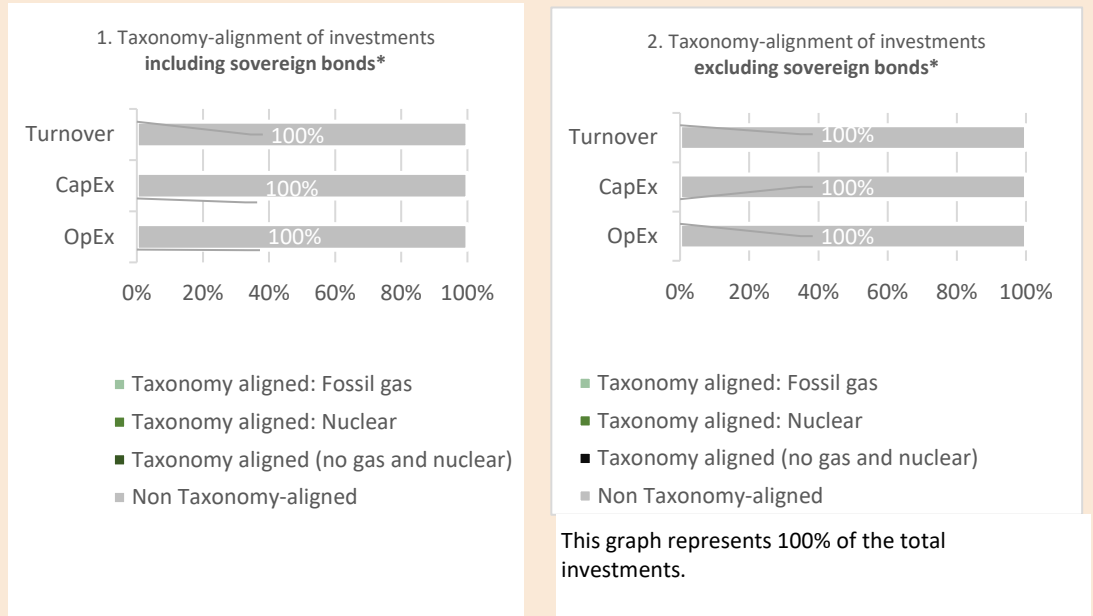 1. Taxonomy-alignment of investments
including sovereign bonds*
Turnover
100%
CapEx
100%
OpEx
100%
0% 20% 40% 60% 80% 100%
■ Taxonomy aligned: Fossil gas
■ Taxonomy aligned: Nuclear
■ Taxonomy aligned (no gas and nuclear)
■ Non Taxonomy-aligned
2. Taxonomy-alignment of investments
excluding sovereign bonds*
Turnover
100%
CapEx
100%
OpEx
100%
0% 20% 40% 60% 80% 100%
■ Taxonomy aligned: Fossil gas
■ Taxonomy aligned: Nuclear
■ Taxonomy aligned (no gas and nuclear)
■ Non Taxonomy-aligned
This graph represents 100% of the total
investments.